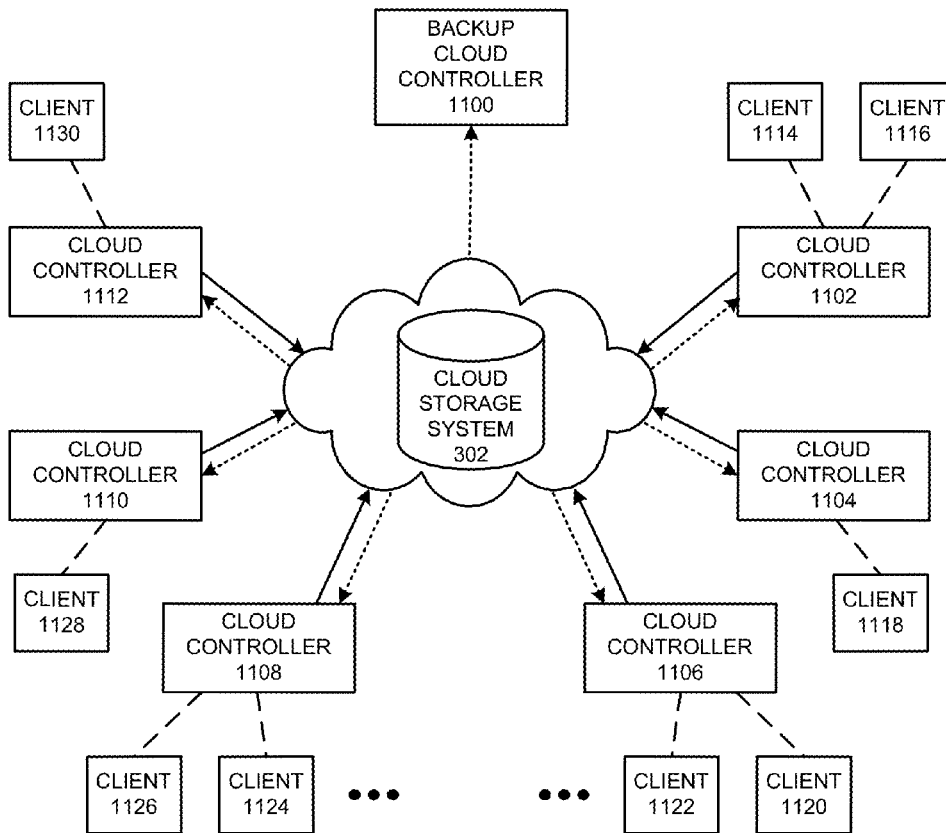 BACKUP
CLOUD
CONTROLLER
1100
CLIENT
1130
CLIENT
1114
CLIENT
1116
CLOUD
CONTROLLER
1112
CLOUD
CONTROLLER
1102
CLOUD
STORAGE
SYSTEM
302
CLOUD
CONTROLLER
1110
CLOUD
CONTROLLER
1104
CLIENT
1128
CLOUD
CONTROLLER
1108
CLOUD
CONTROLLER
1106
CLIENT
1118
CLIENT
1126
CLIENT
1124
CLIENT
1122
CLIENT
1120